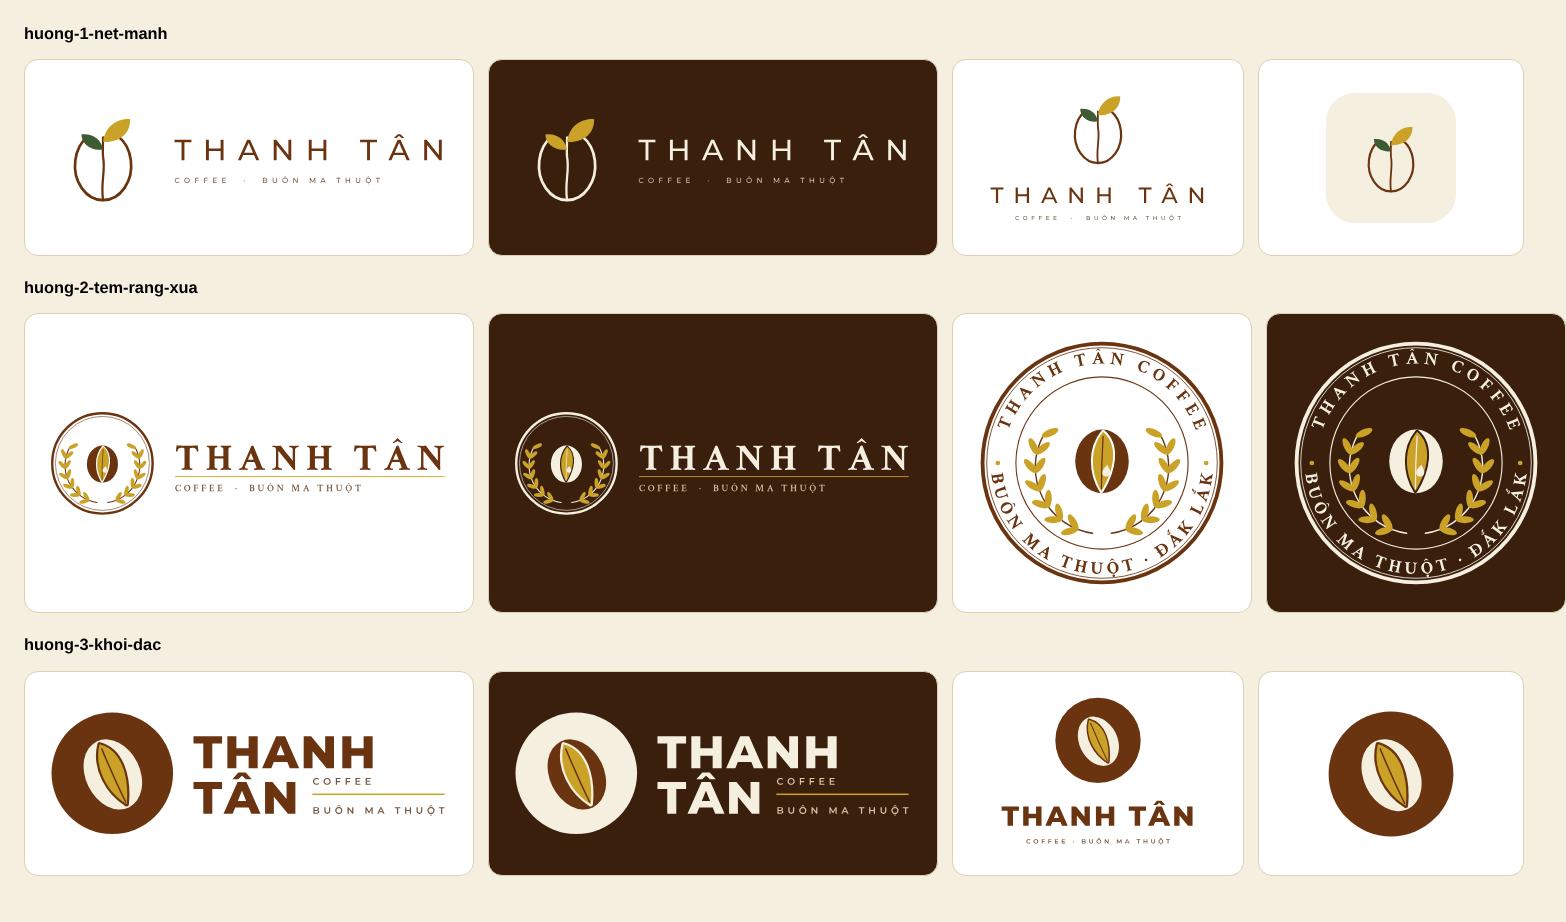 huong-1-net-manh
THANH TÂN
COFFEE · BUÔN MA THUỘT
THANH TÂN
COFFEE · BUÔN MA THUỘT
THANH TÂN
COFFEE · BUÔN MA THUỘT
huong-2-tem-rang-xua
THANH TÂN
COFFEE · BUÔN MA THUỘT
THANH TÂN
COFFEE · BUÔN MA THUỘT
THANH TÂN COFFEE
BUÔN MA THUỘT · ĐẮK LẮK
THANH TÂN COFFEE
BUÔN MA THUỘT · ĐẮK LẮK
huong-3-khoi-dac
THANH
TÂN
COFFEE
BUÔN MA THUỘT
THANH
TÂN
COFFEE
BUÔN MA THUỘT
THANH TÂN
COFFEE · BUÔN MA THUỘT